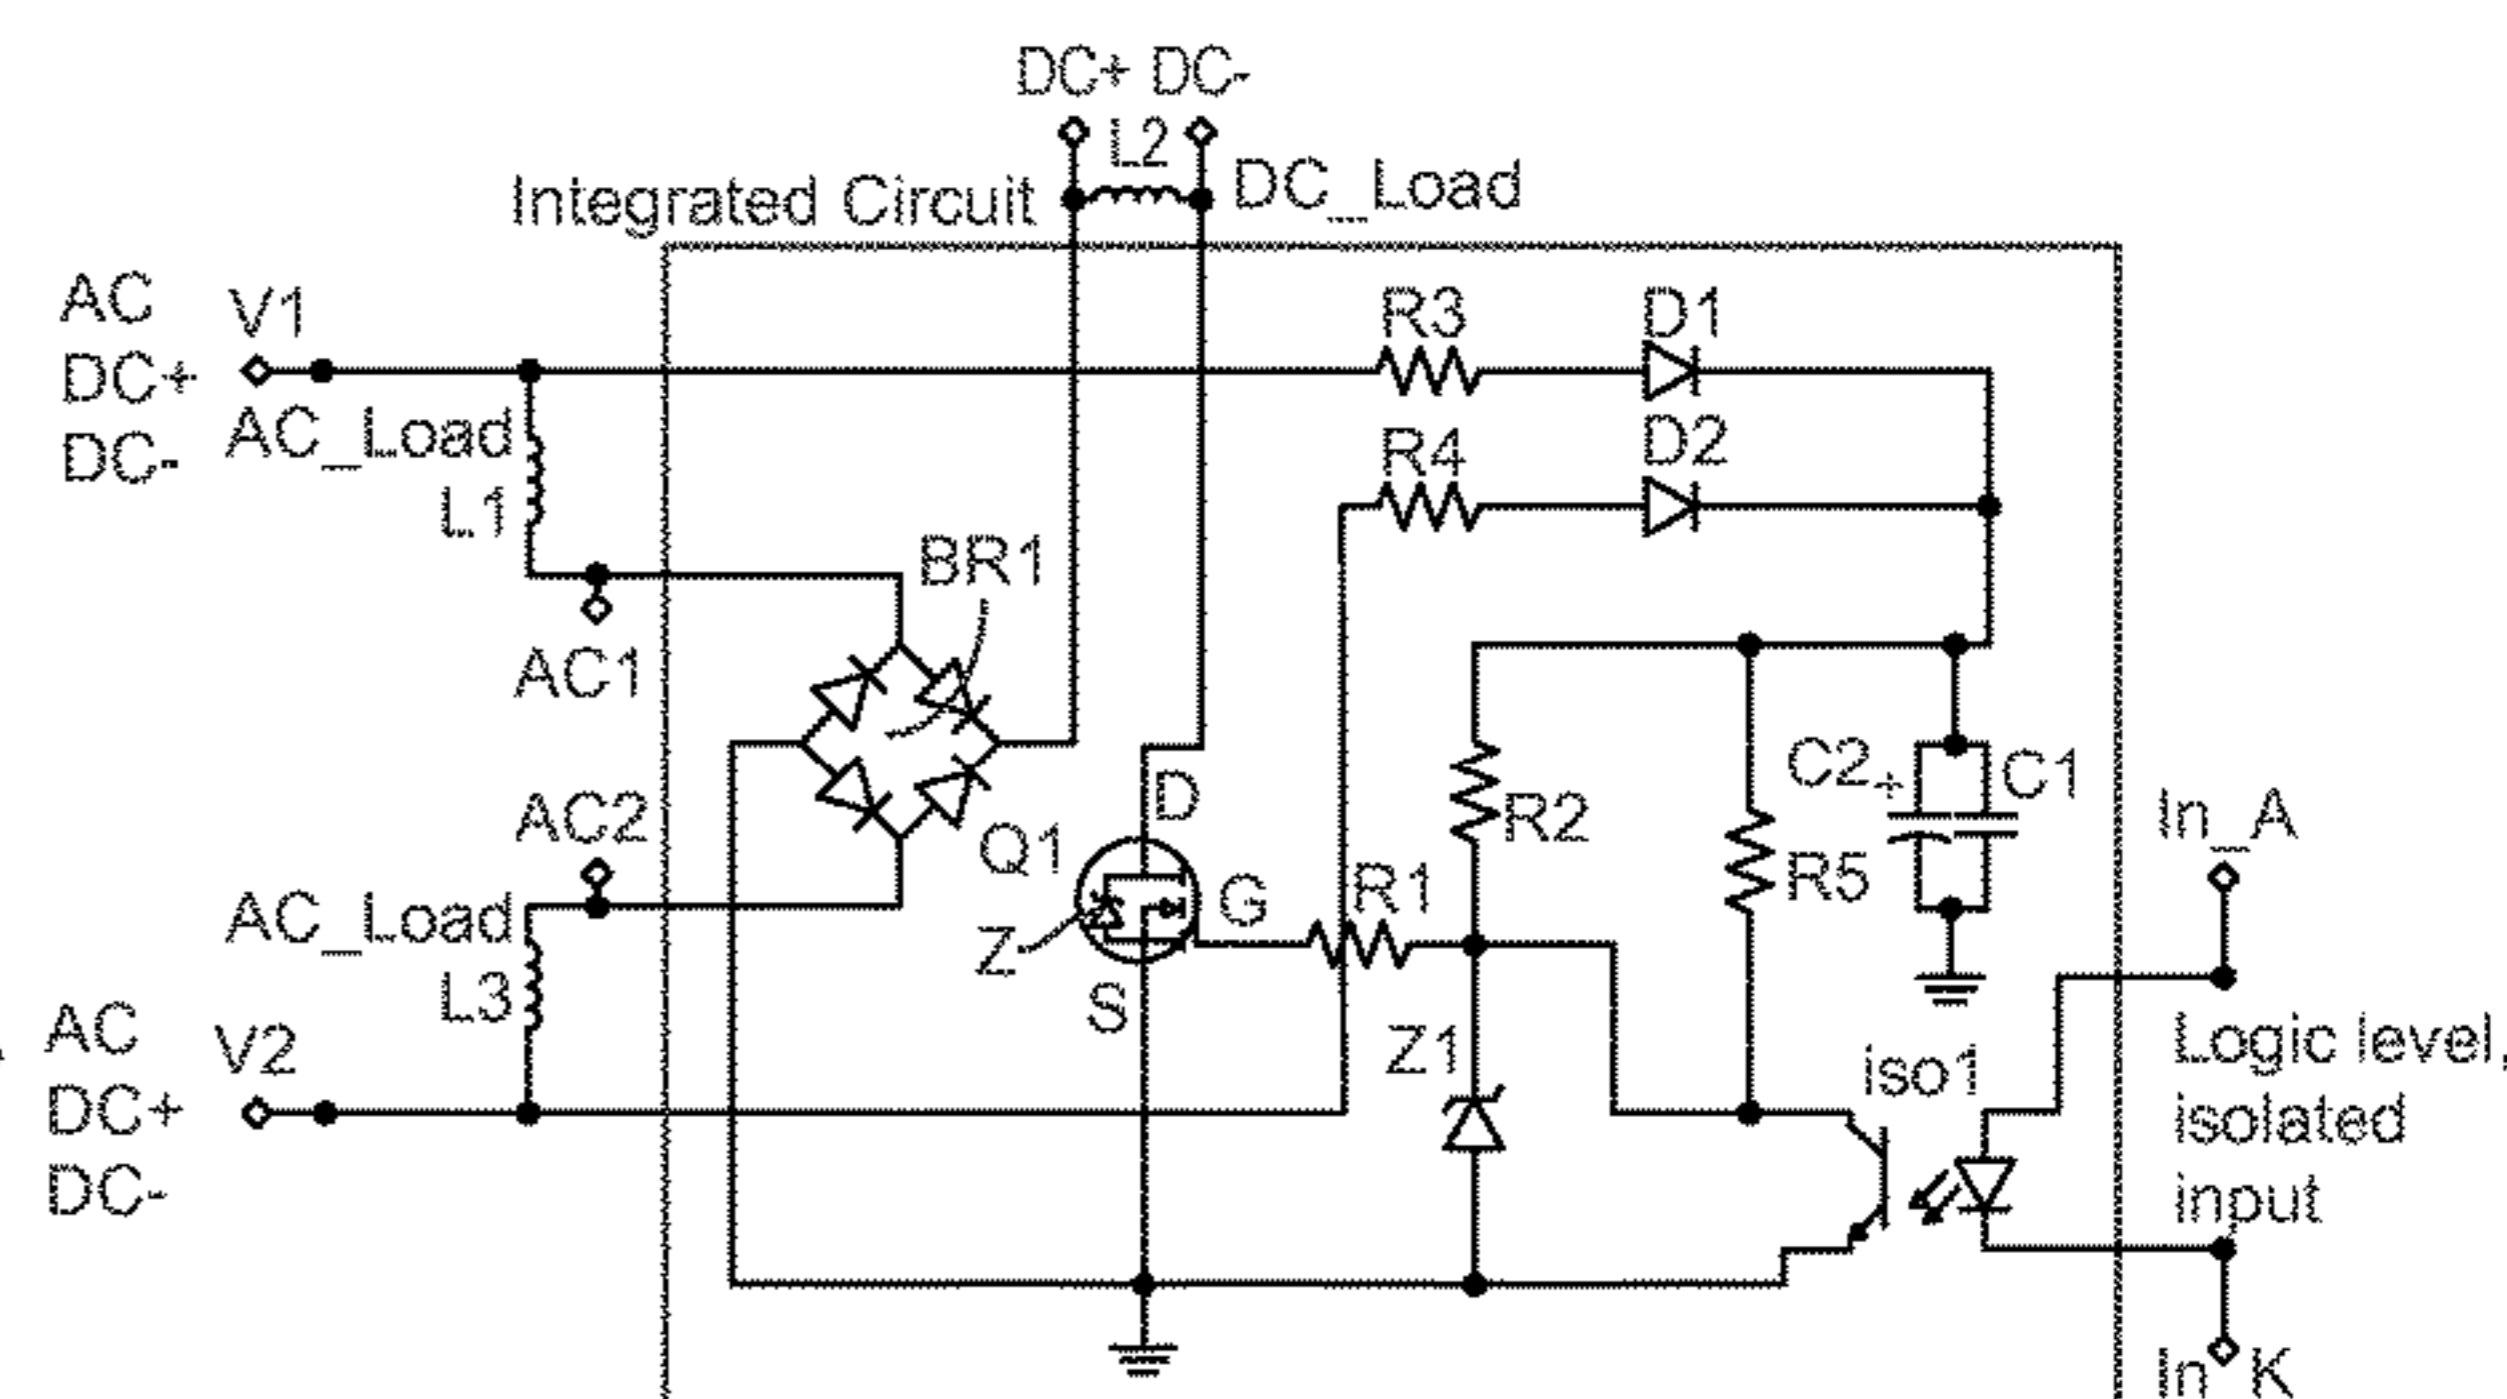 DC+ DC-
L2
Integrated Circuit
DC_Load
AC
V1
DC+
DC-
AC_Load
L1
R3
D1
R4
D2
BR1
AC1
AC2
Q1
D
G
S
Z
R1
R2
R5
C2
+
C1
In_A
AC_Load
L3
AC
V2
DC+
DC-
Z1
iso1
Logic level,
isolated
input
In K